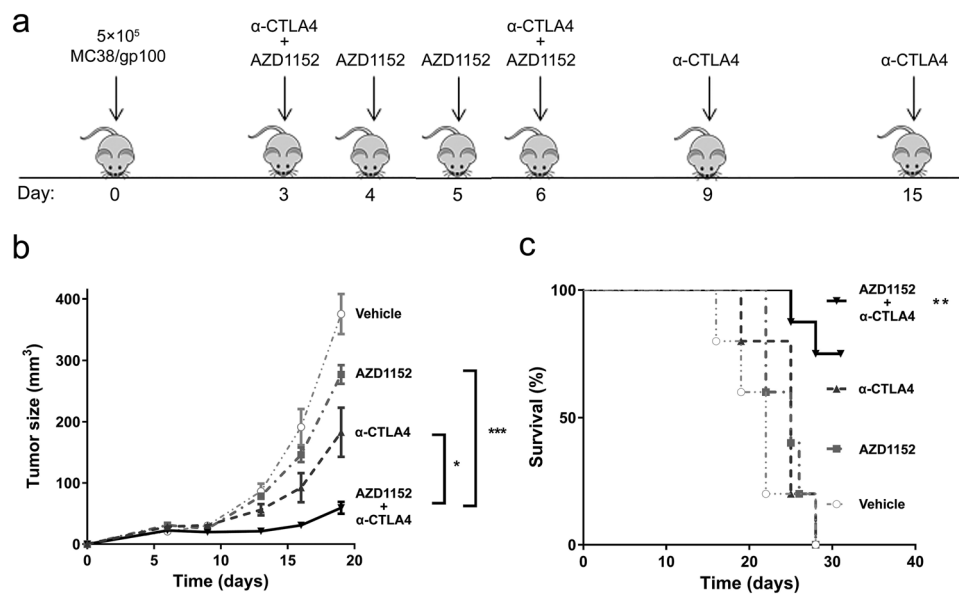 a
5×10⁵
MC38/gp100
α-CTLA4
+
AZD1152
AZD1152
AZD1152
α-CTLA4
+
AZD1152
α-CTLA4
α-CTLA4
Day: 0 3 4 5 6 9 15
b
Tumor size (mm³)
400
300
200
100
0
0 5 10 15 20
Time (days)
Vehicle
AZD1152
α-CTLA4
AZD1152
+
α-CTLA4
*
***
c
Survival (%)
100
50
0
0 10 20 30 40
Time (days)
AZD1152
+
α-CTLA4
**
α-CTLA4
AZD1152
Vehicle